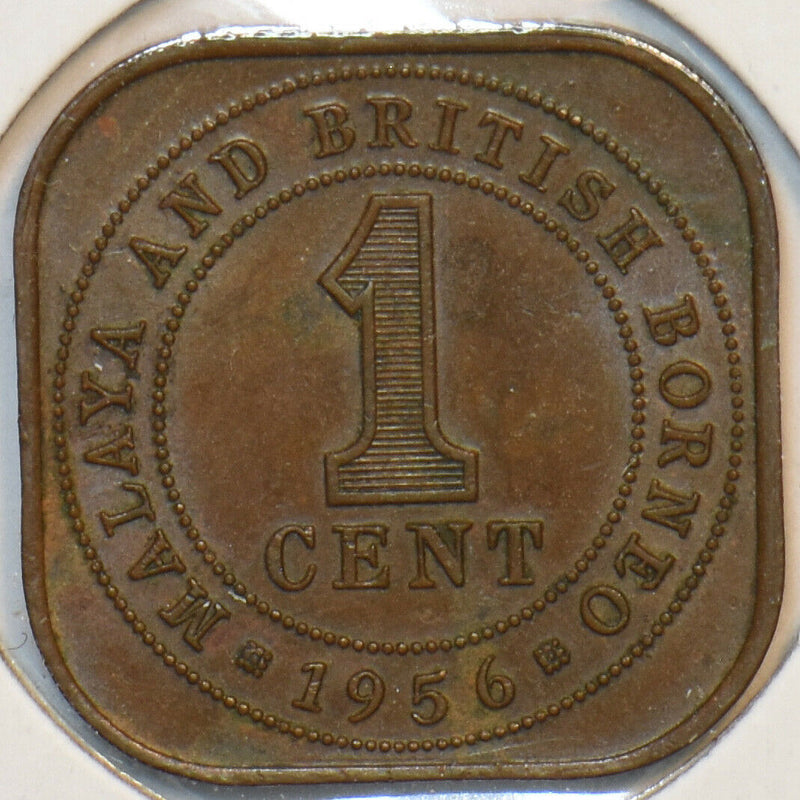 MALAYA AND BRITISH BORNEO
1
CENT
1956